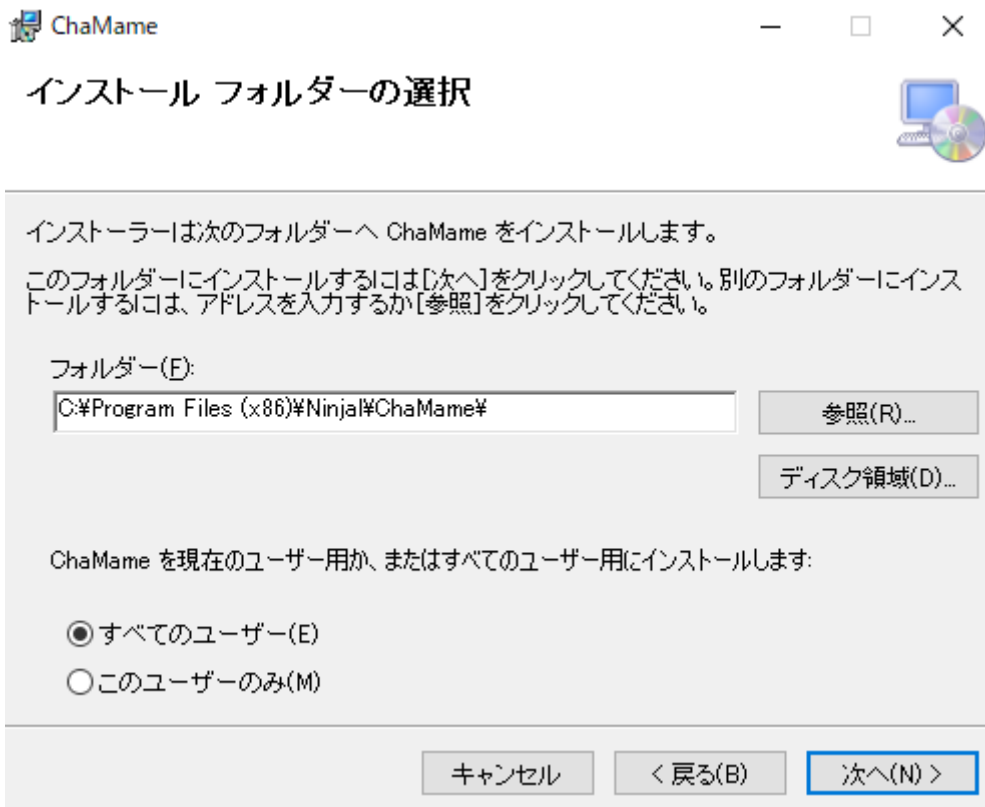 ChaMame
インストール フォルダーの選択
インストーラーは次のフォルダーへ ChaMame をインストールします。
このフォルダーにインストールするには[次へ]をクリックしてください。別のフォルダーにインス
トールするには、アドレスを入力するか[参照]をクリックしてください。
フォルダー(F):
C:¥Program Files (x86)¥Ninjal¥ChaMame¥
参照(R)...
ディスク領域(D)...
ChaMame を現在のユーザー用か、またはすべてのユーザー用にインストールします:
すべてのユーザー(E)
このユーザーのみ(M)
キャンセル
< 戻る(B)
次へ(N) >